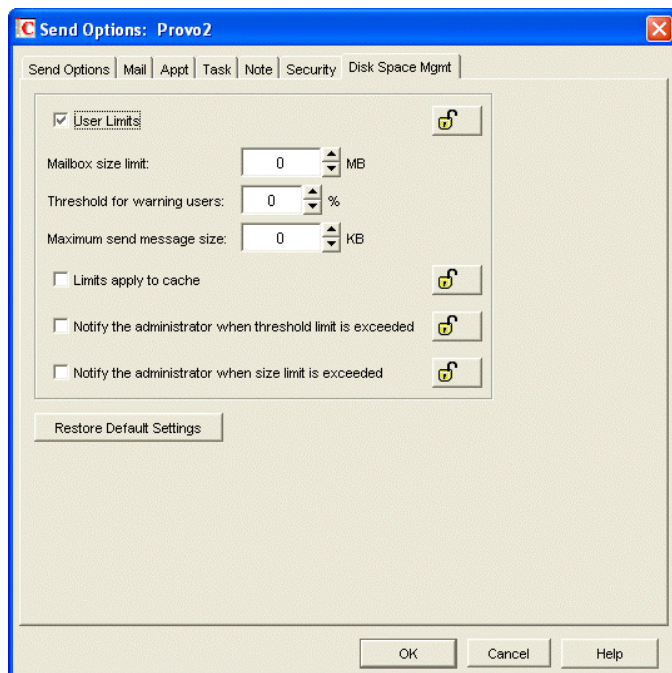 C Send Options: Provo2
Send Options Mail Appt Task Note Security Disk Space Mgmt
User Limits
Mailbox size limit: 0 MB
Threshold for warning users: 0 %
Maximum send message size: 0 KB
Limits apply to cache
Notify the administrator when threshold limit is exceeded
Notify the administrator when size limit is exceeded
Restore Default Settings
OK Cancel Help